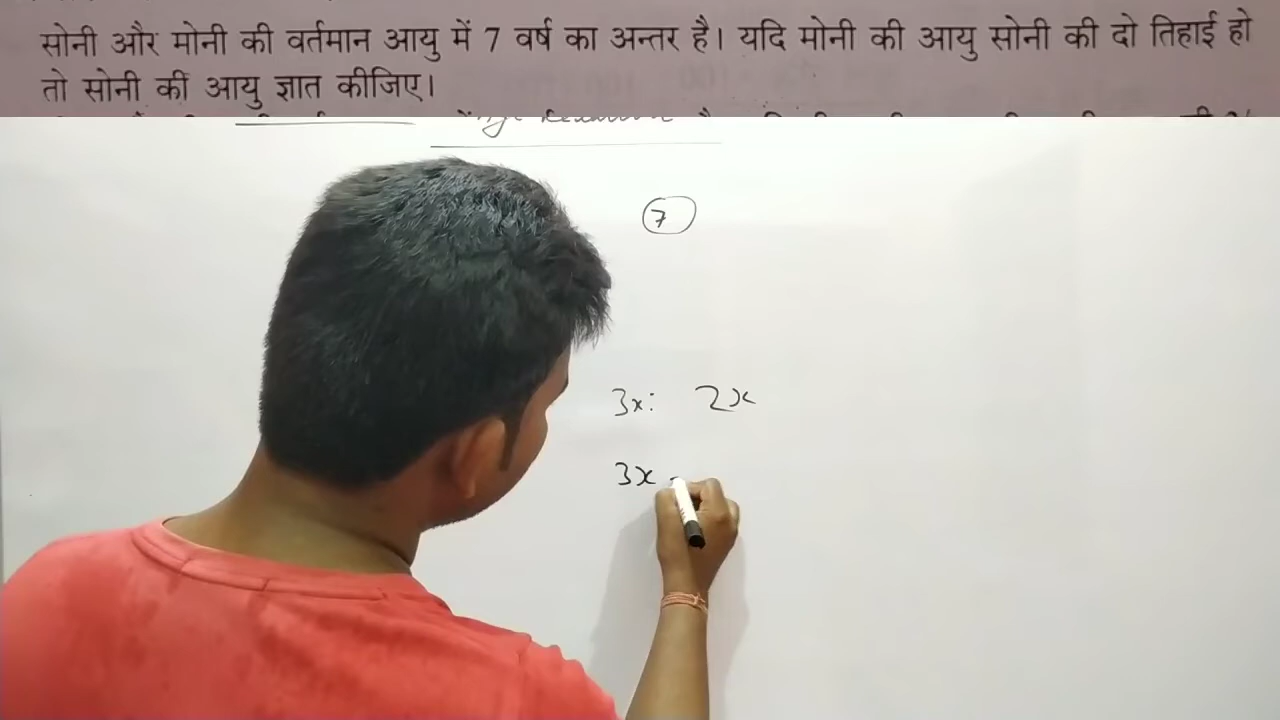 सोनी और मोनी की वर्तमान आयु में 7 वर्ष का अन्तर है। यदि मोनी की आयु सोनी की दो तिहाई हो
तो सोनी की आयु ज्ञात कीजिए।
7
3x: 2x
3x -